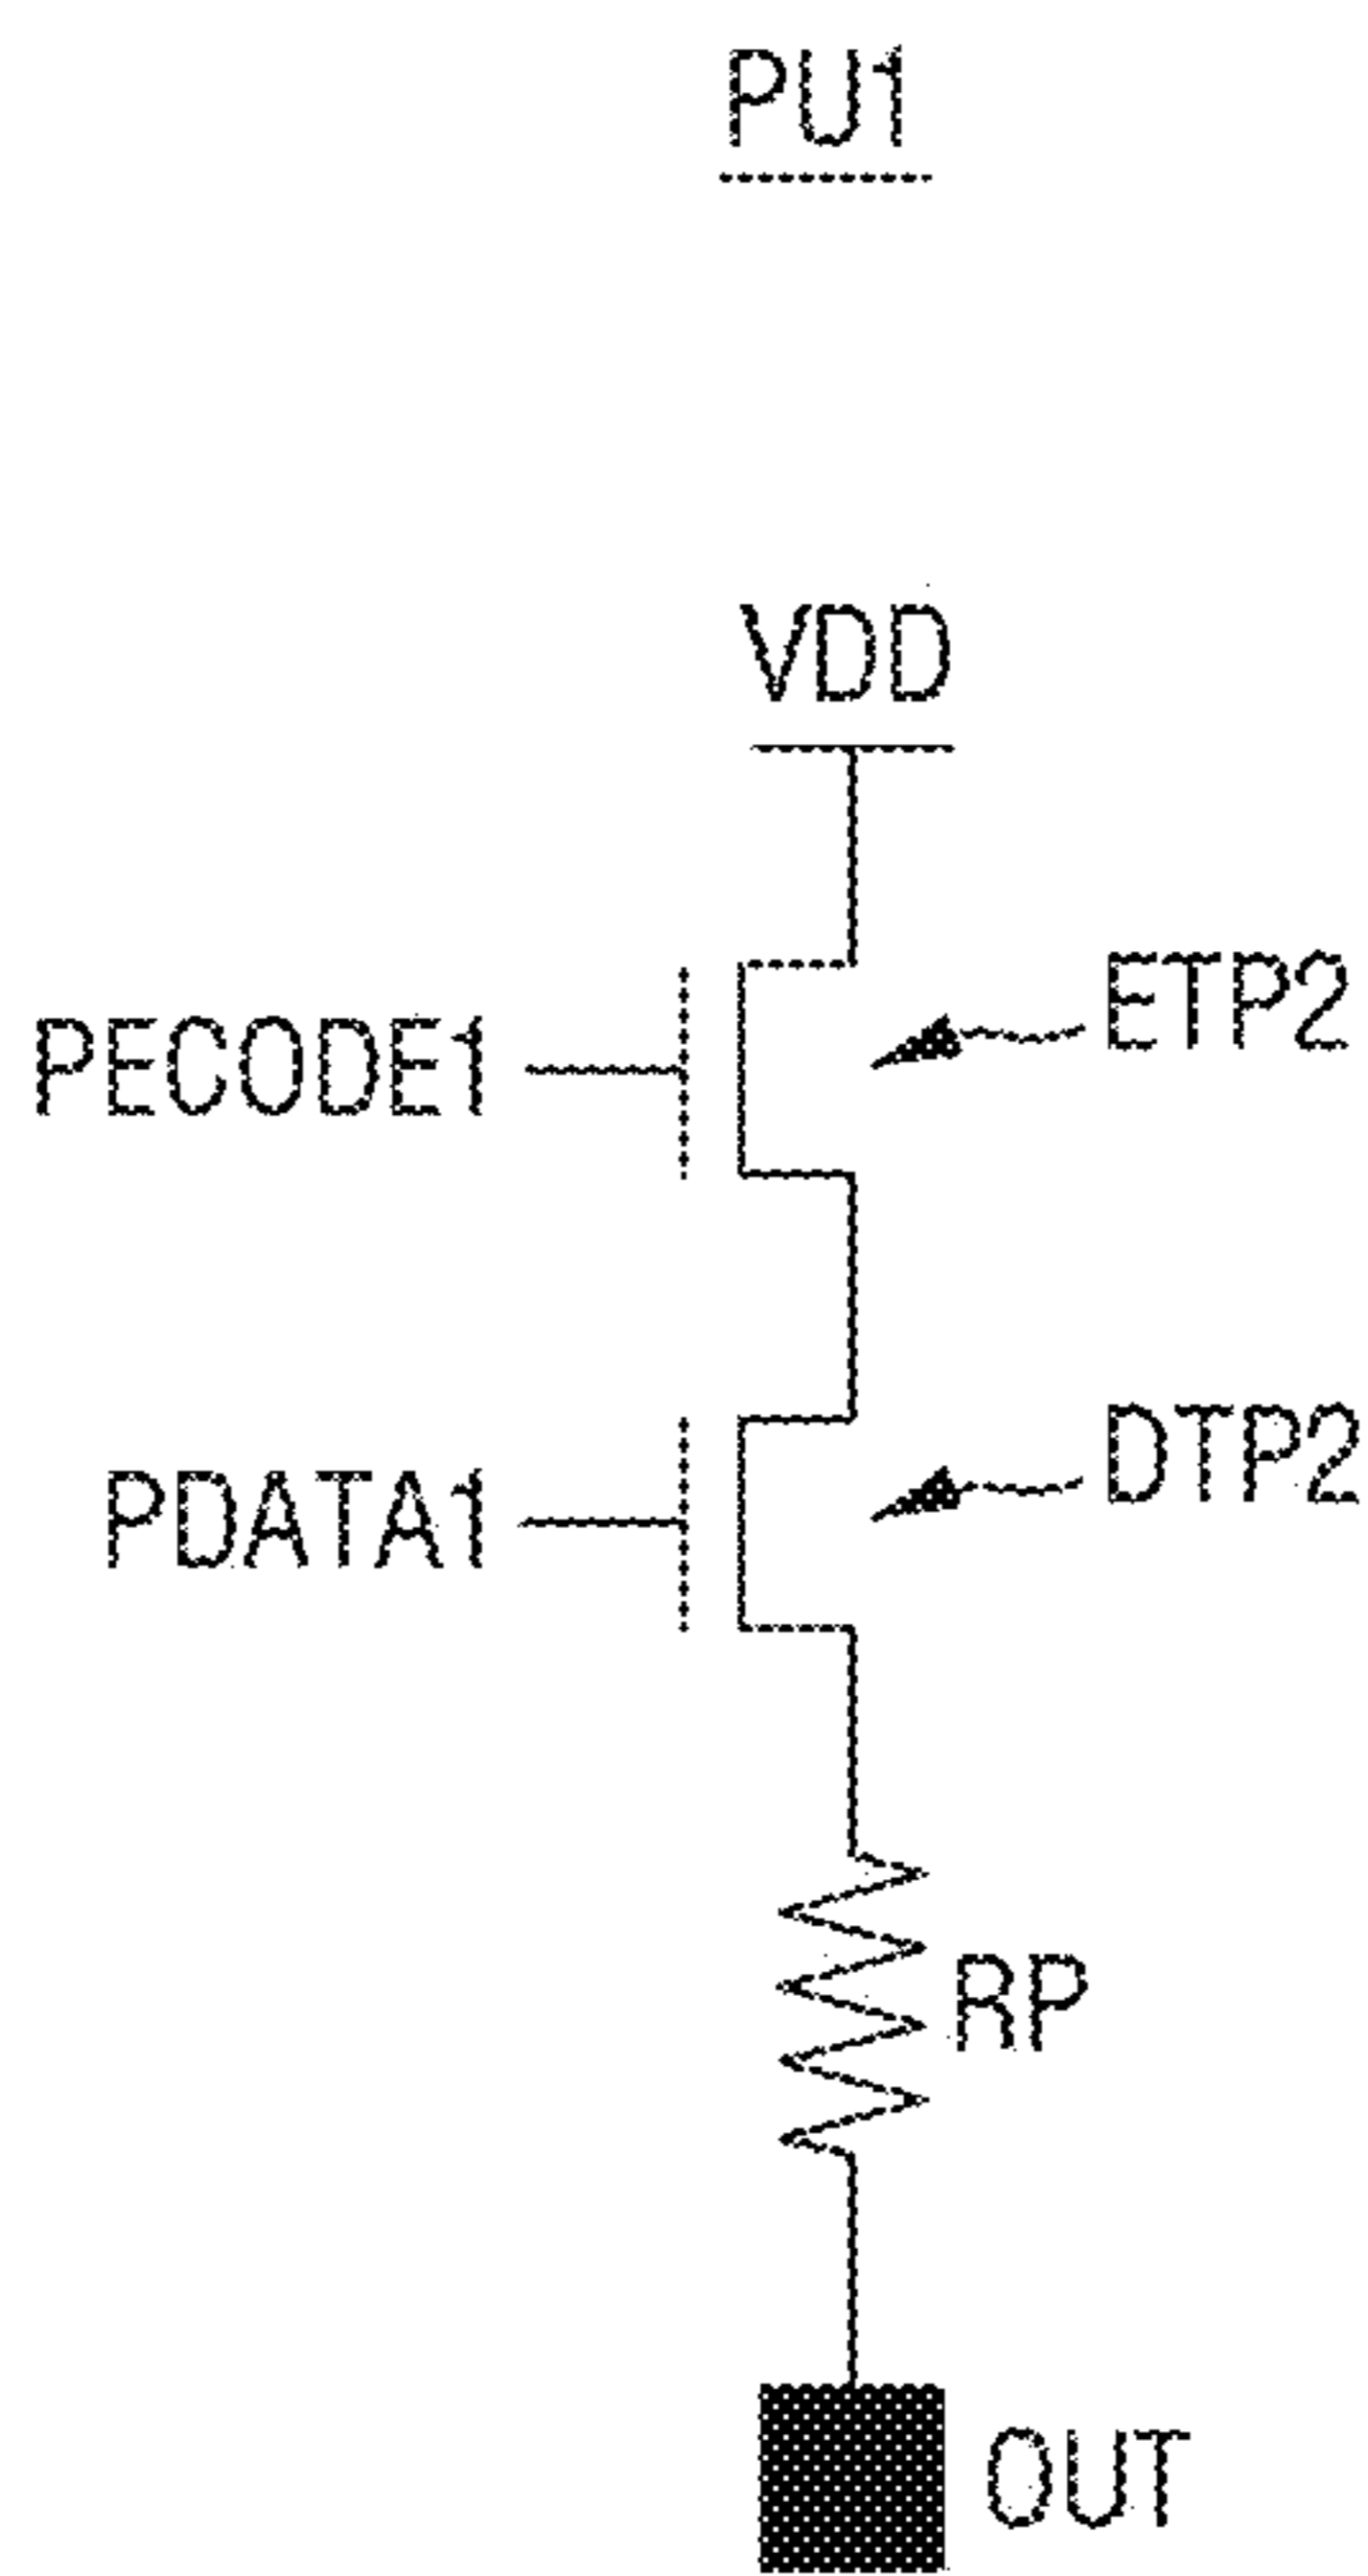 PU1
VDD
PECODE1
ETP2
PDATA1
DTP2
RP
OUT